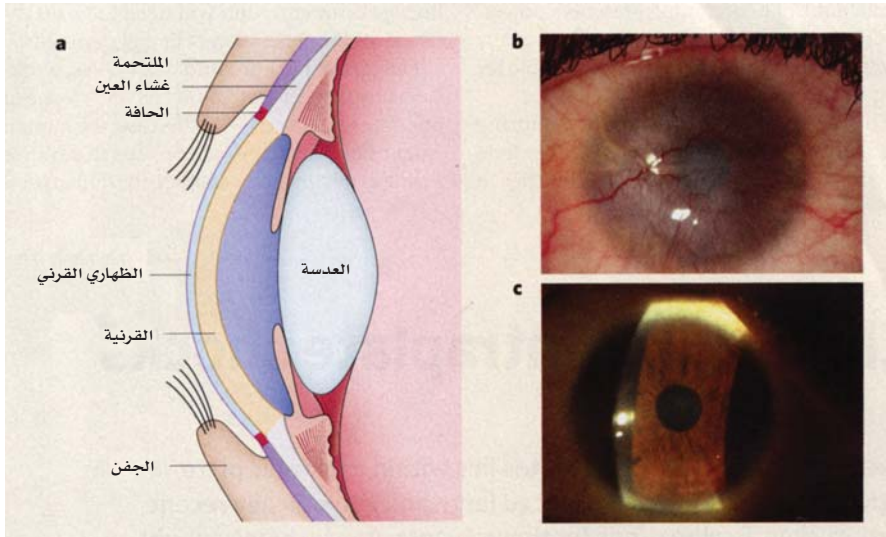 a
الملتحمة
غشاء العين
الحافة
الظهاري القرني
القرنية
الجفن
العدسة
b
c